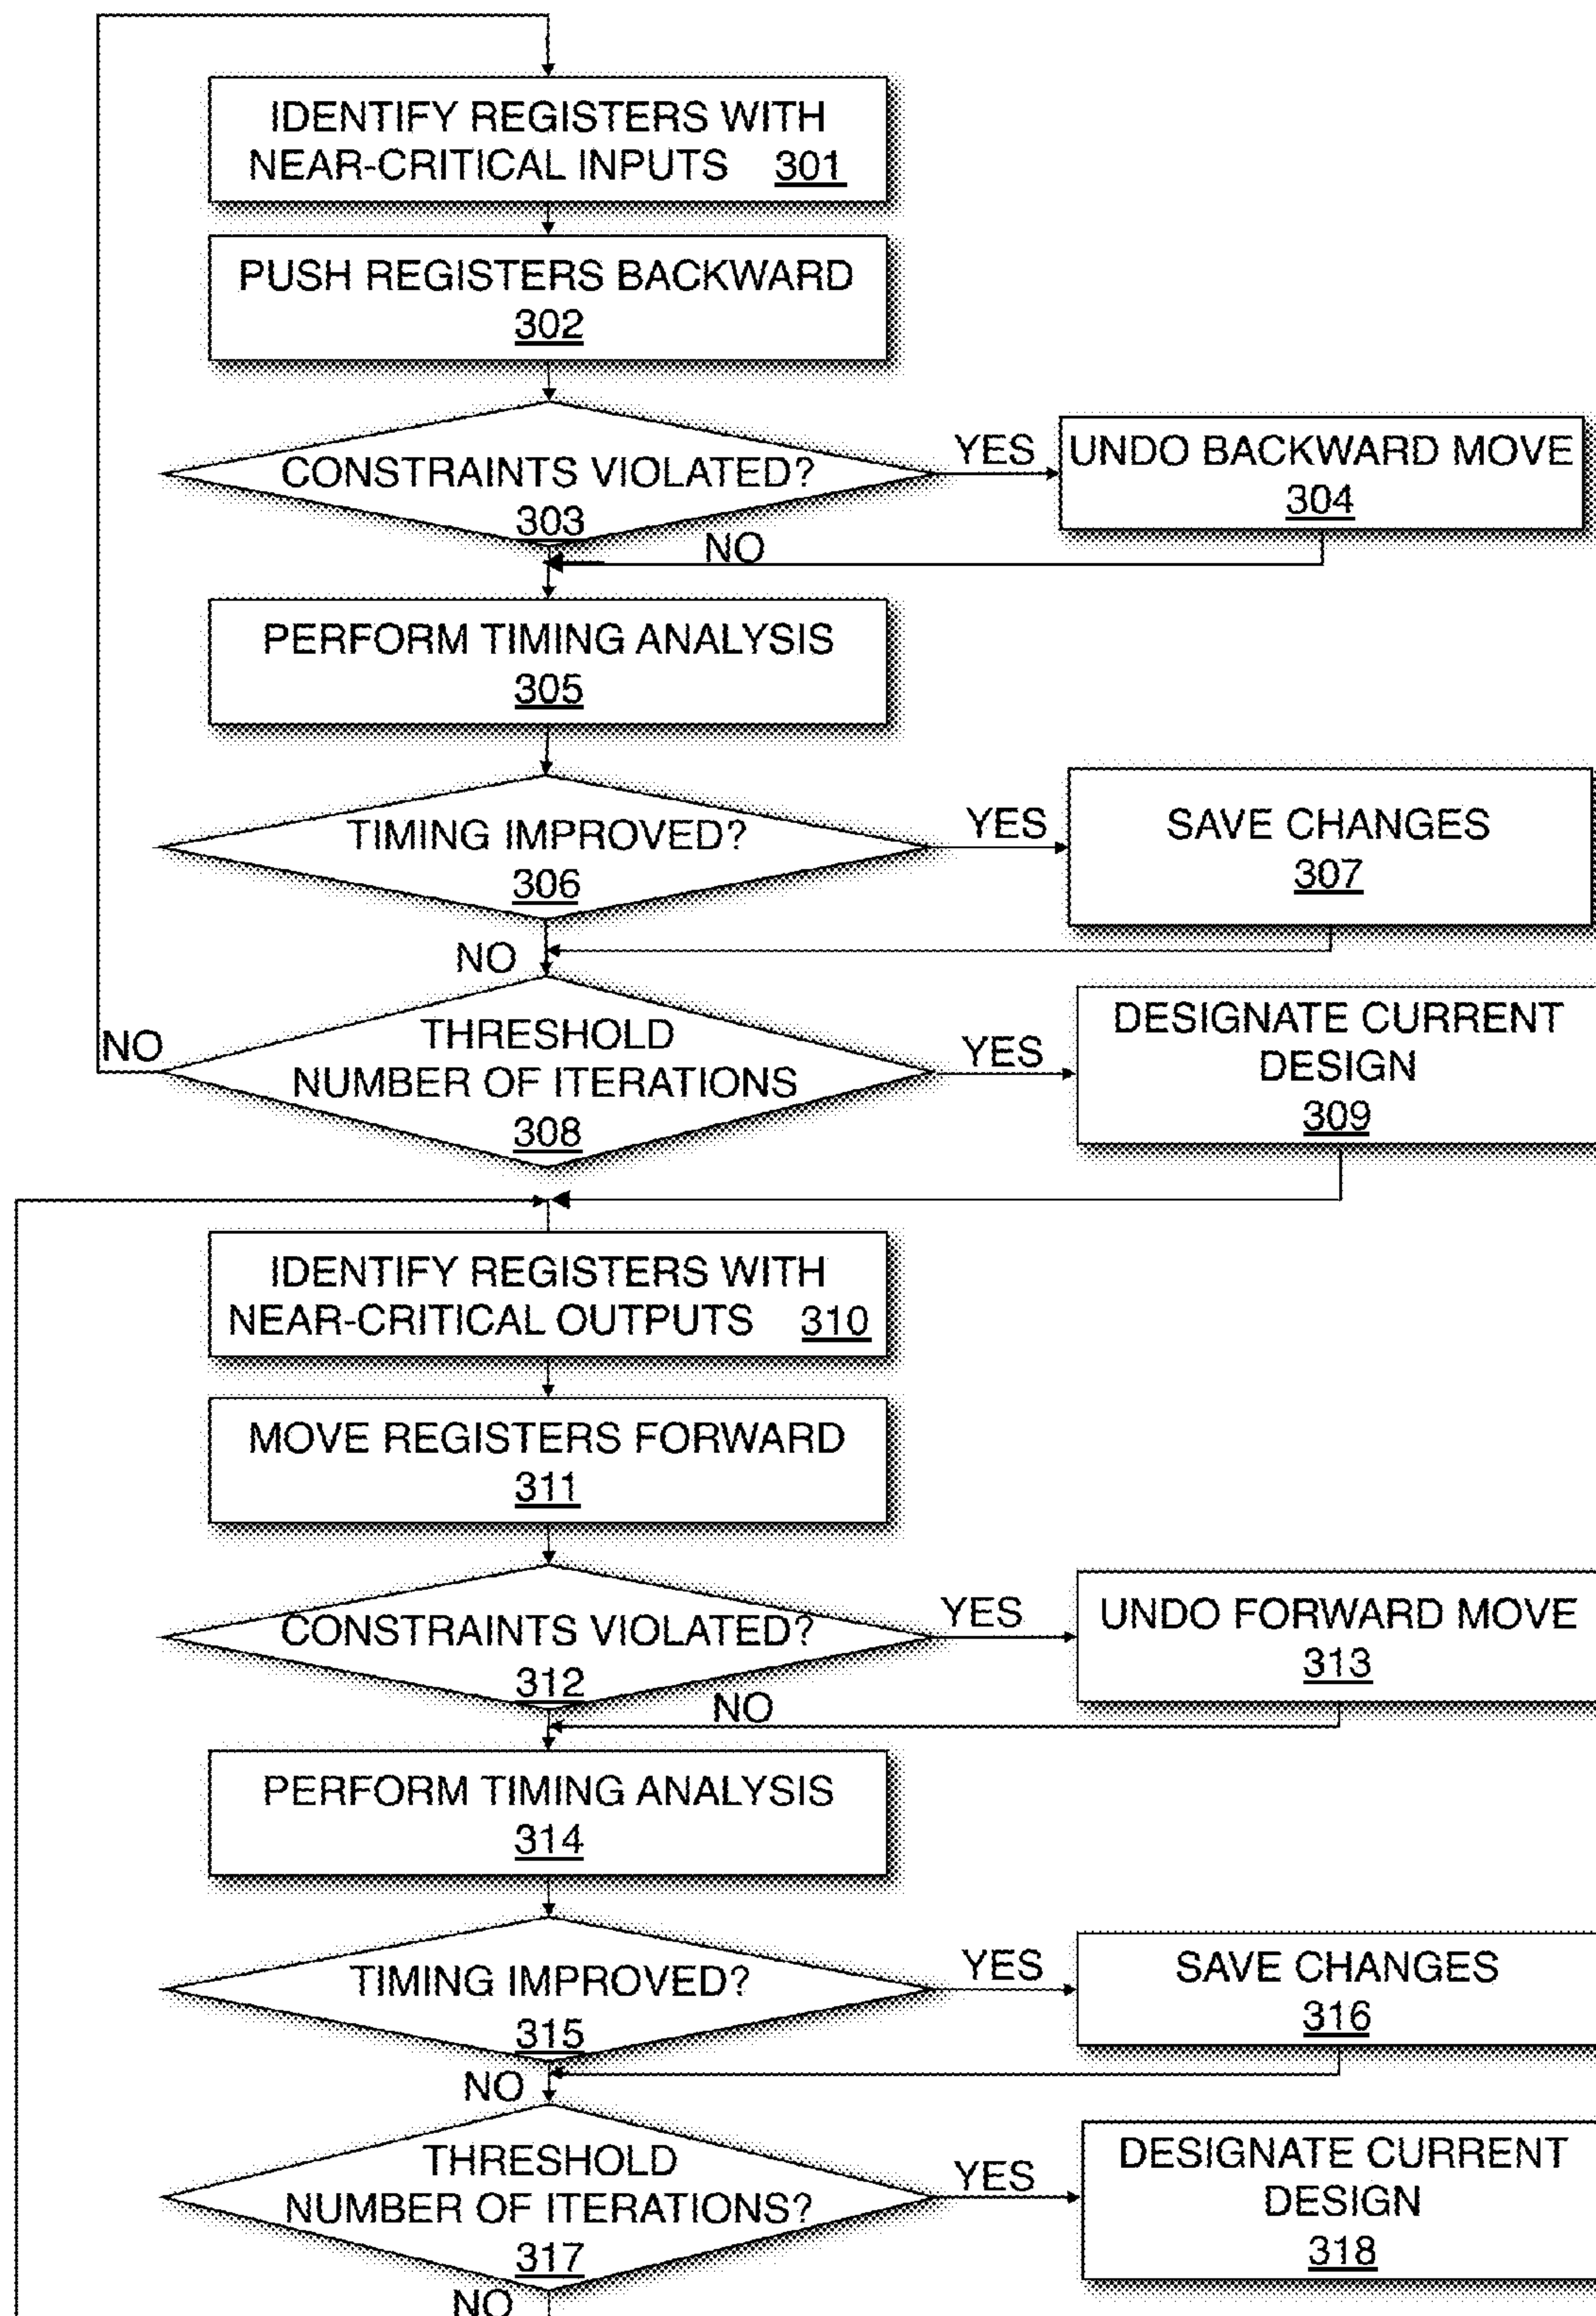 IDENTIFY REGISTERS WITH
NEAR-CRITICAL INPUTS 301
PUSH REGISTERS BACKWARD
302
CONSTRAINTS VIOLATED?
303
YES
UNDO BACKWARD MOVE
304
NO
PERFORM TIMING ANALYSIS
305
TIMING IMPROVED?
306
YES
SAVE CHANGES
307
NO
THRESHOLD
NUMBER OF ITERATIONS
308
NO
YES
DESIGNATE CURRENT
DESIGN
309
IDENTIFY REGISTERS WITH
NEAR-CRITICAL OUTPUTS 310
MOVE REGISTERS FORWARD
311
CONSTRAINTS VIOLATED?
312
YES
UNDO FORWARD MOVE
313
NO
PERFORM TIMING ANALYSIS
314
TIMING IMPROVED?
315
YES
SAVE CHANGES
316
NO
THRESHOLD
NUMBER OF ITERATIONS?
317
YES
DESIGNATE CURRENT
DESIGN
318
NO